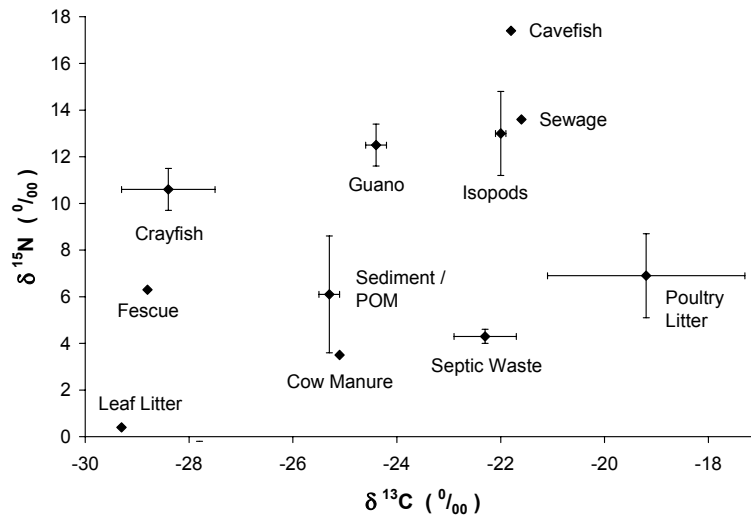 18
16
14
12
10
8
6
4
2
0
δ ¹⁵N ( ⁰/₀₀)
Cavefish
Sewage
Guano
Isopods
Crayfish
Sediment /
POM
Poultry
Litter
Fescue
Septic Waste
Cow Manure
Leaf Litter
-30 -28 -26 -24 -22 -20 -18
δ ¹³C ( ⁰/₀₀)